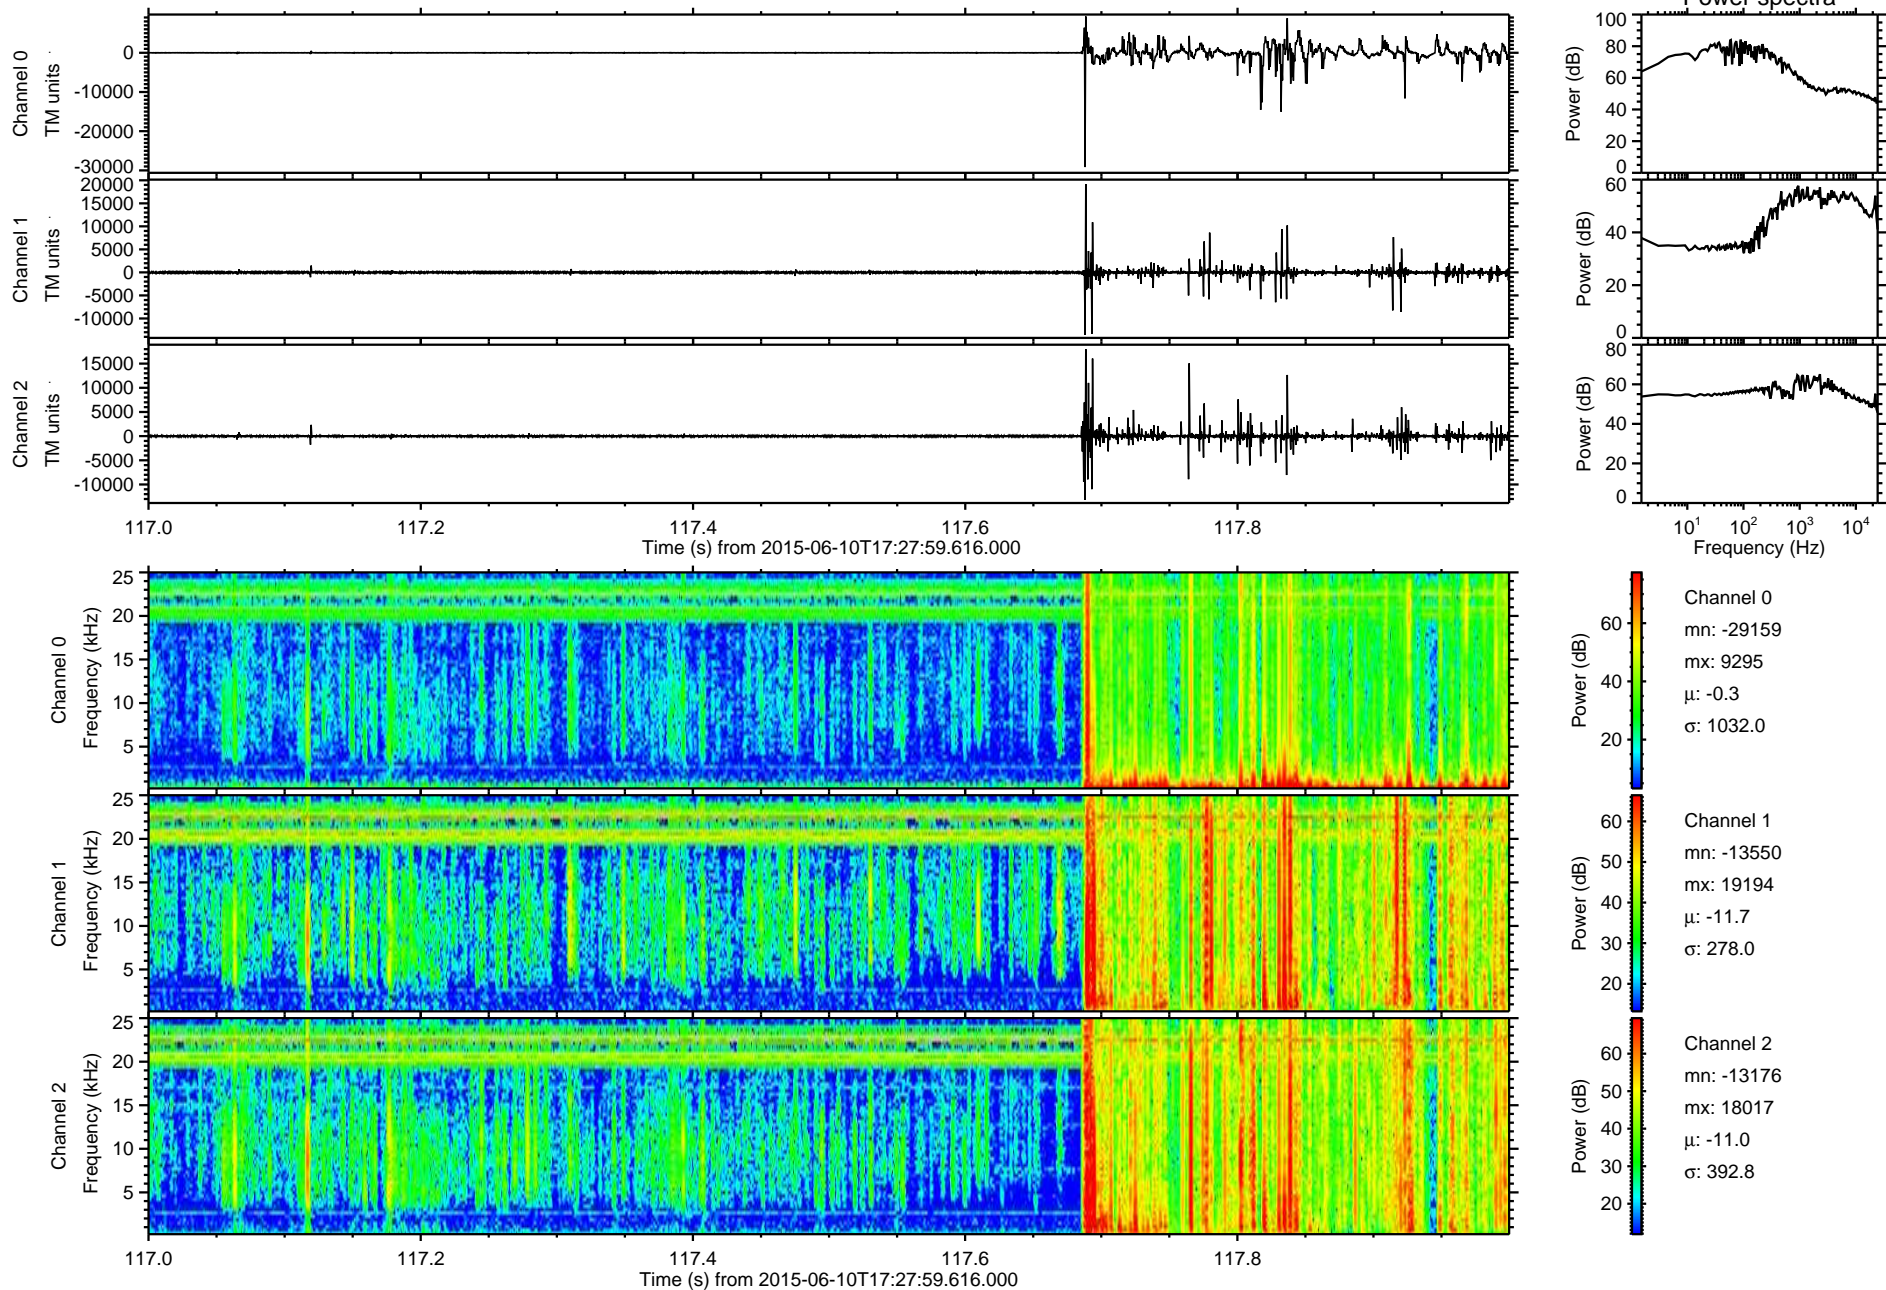 Power spectra
Channel 0
TM units
0
-10000
-20000
-30000
Power (dB)
100
80
60
40
20
0
Channel 1
TM units
20000
15000
10000
5000
0
-5000
-10000
Power (dB)
60
40
20
0
Channel 2
TM units
15000
10000
5000
0
-5000
-10000
Power (dB)
80
60
40
20
0
117.0 117.2 117.4 117.6 117.8
Time (s) from 2015-06-10T17:27:59.616.000
10¹ 10² 10³ 10⁴
Frequency (Hz)
Channel 0
Frequency (kHz)
25
20
15
10
5
Power (dB)
60
40
20
Channel 0
mn: -29159
mx: 9295
μ: -0.3
σ: 1032.0
Channel 1
Frequency (kHz)
25
20
15
10
5
Power (dB)
60
50
40
30
20
Channel 1
mn: -13550
mx: 19194
μ: -11.7
σ: 278.0
Channel 2
Frequency (kHz)
25
20
15
10
5
Power (dB)
60
50
40
30
20
Channel 2
mn: -13176
mx: 18017
μ: -11.0
σ: 392.8
117.0 117.2 117.4 117.6 117.8
Time (s) from 2015-06-10T17:27:59.616.000